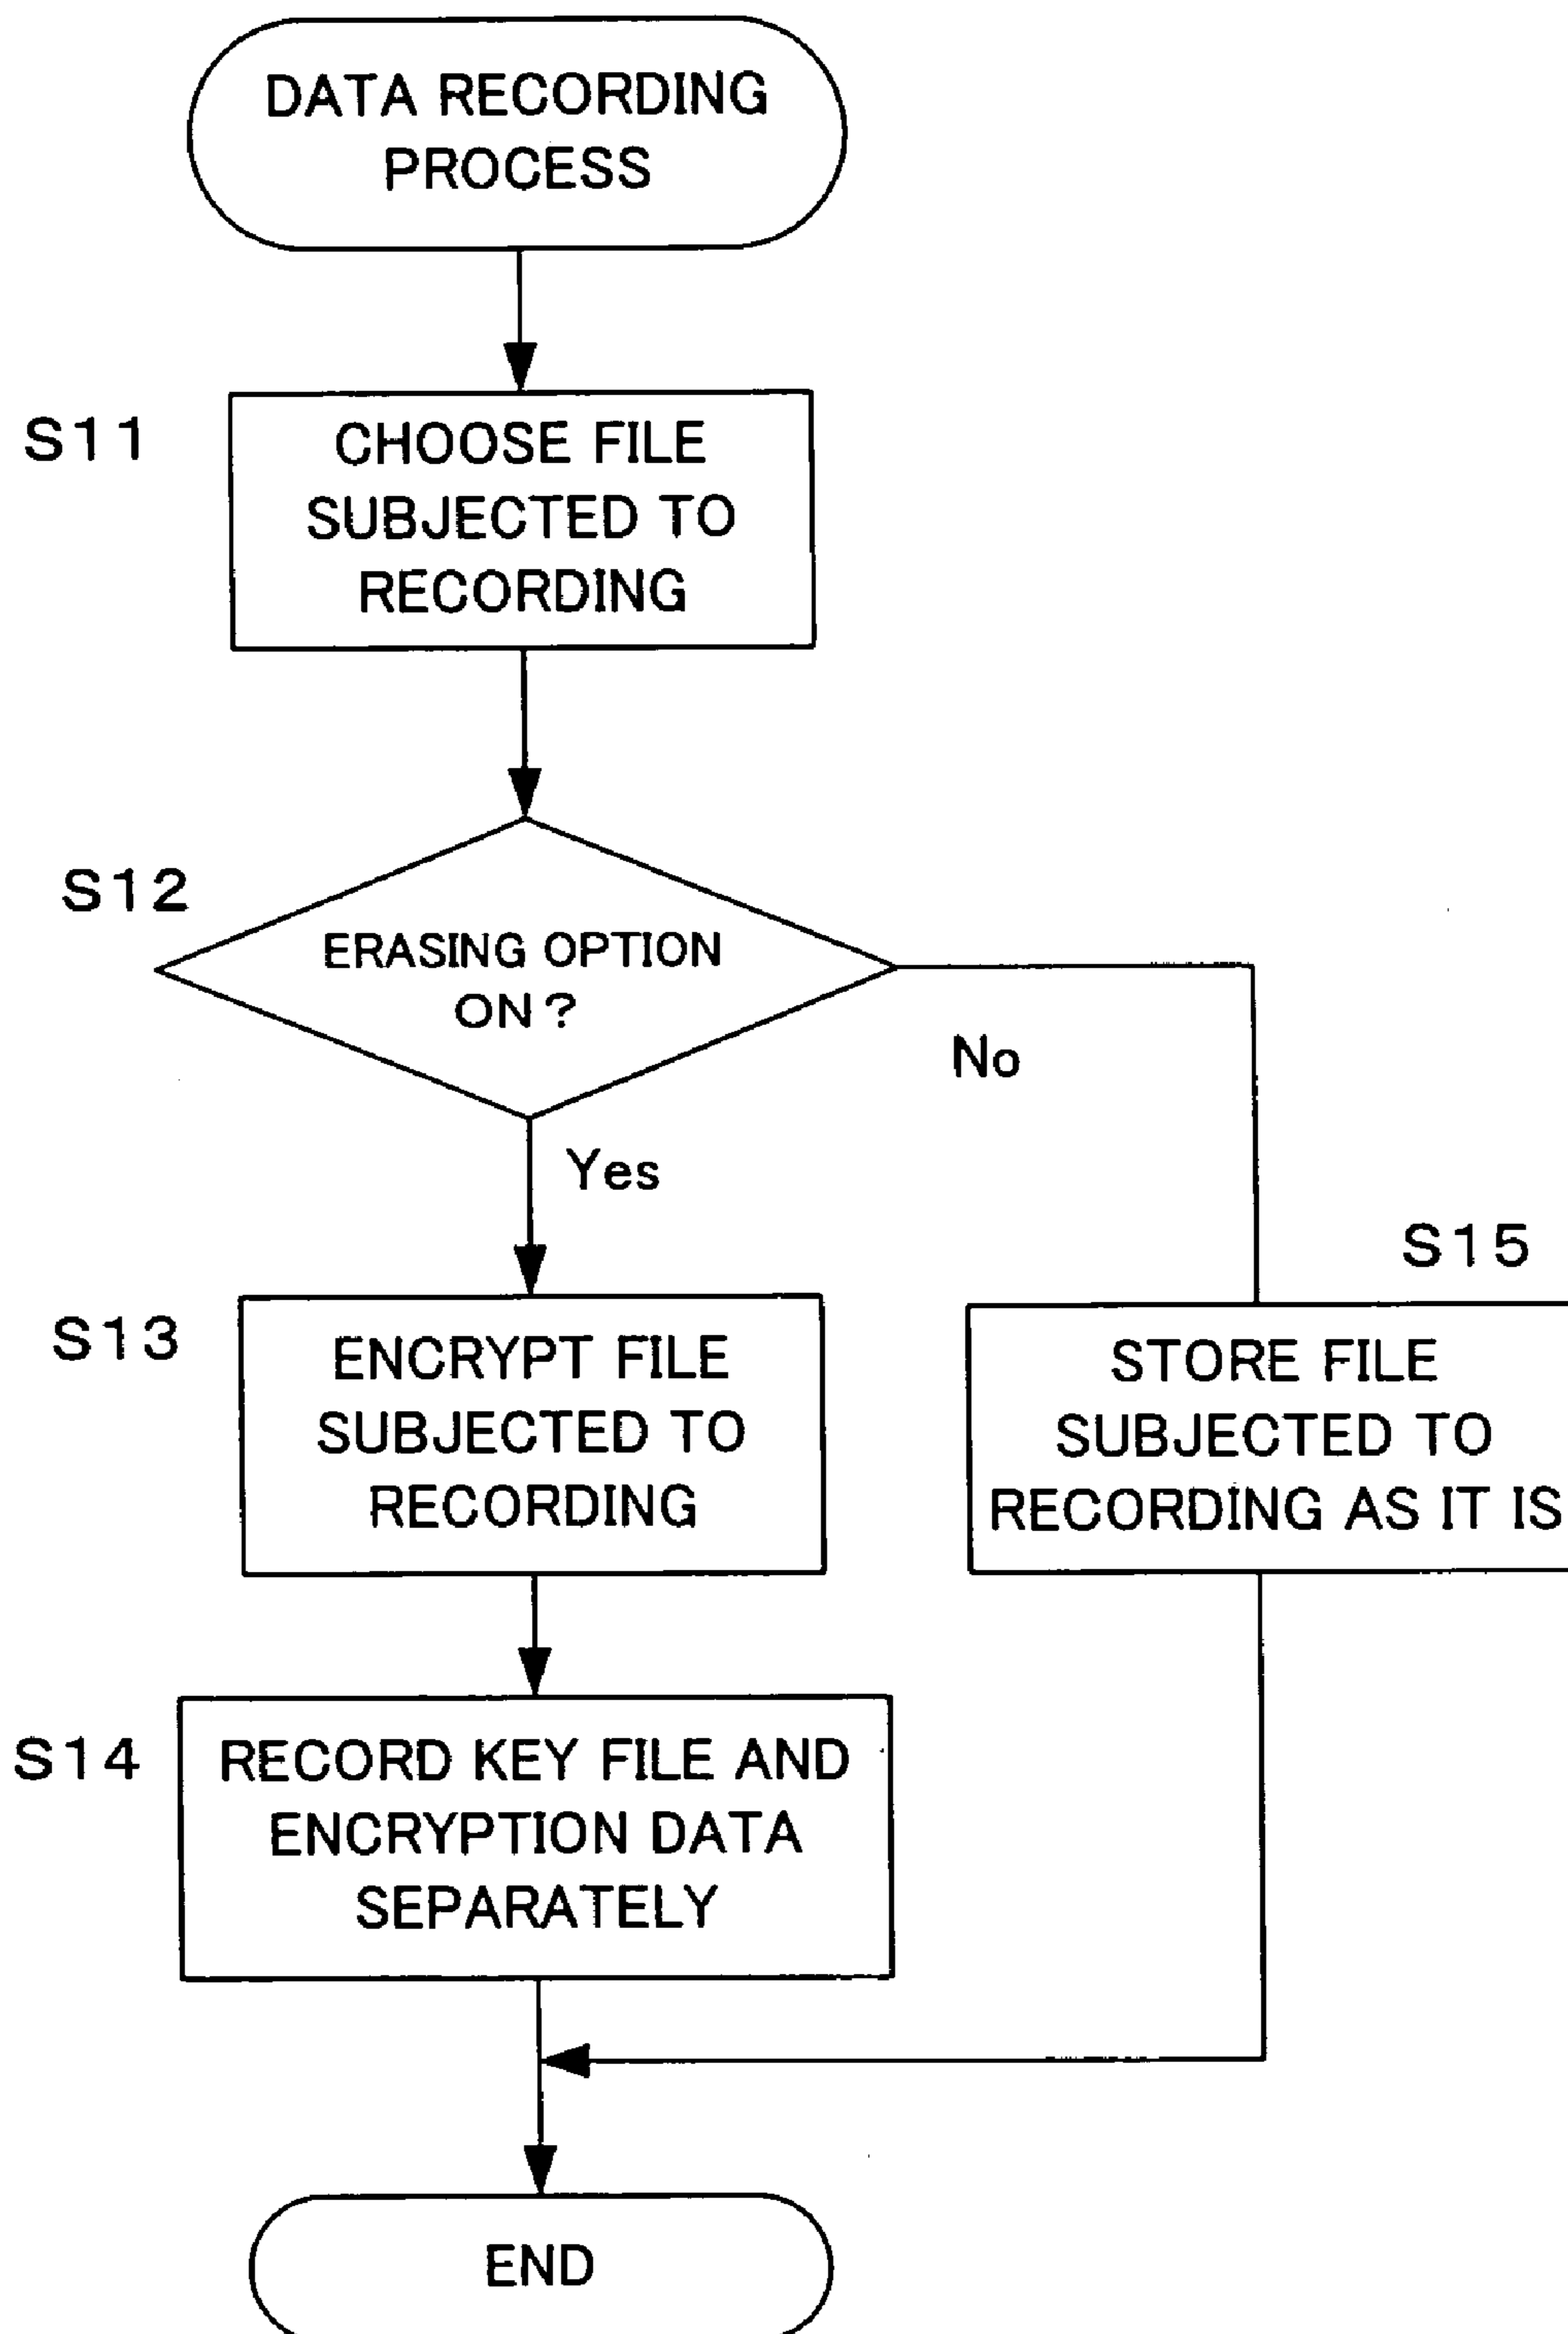 DATA RECORDING
PROCESS
S11
CHOOSE FILE
SUBJECTED TO
RECORDING
S12
ERASING OPTION
ON?
No
Yes
S13
ENCRYPT FILE
SUBJECTED TO
RECORDING
S15
STORE FILE
SUBJECTED TO
RECORDING AS IT IS
S14
RECORD KEY FILE AND
ENCRYPTION DATA
SEPARATELY
END